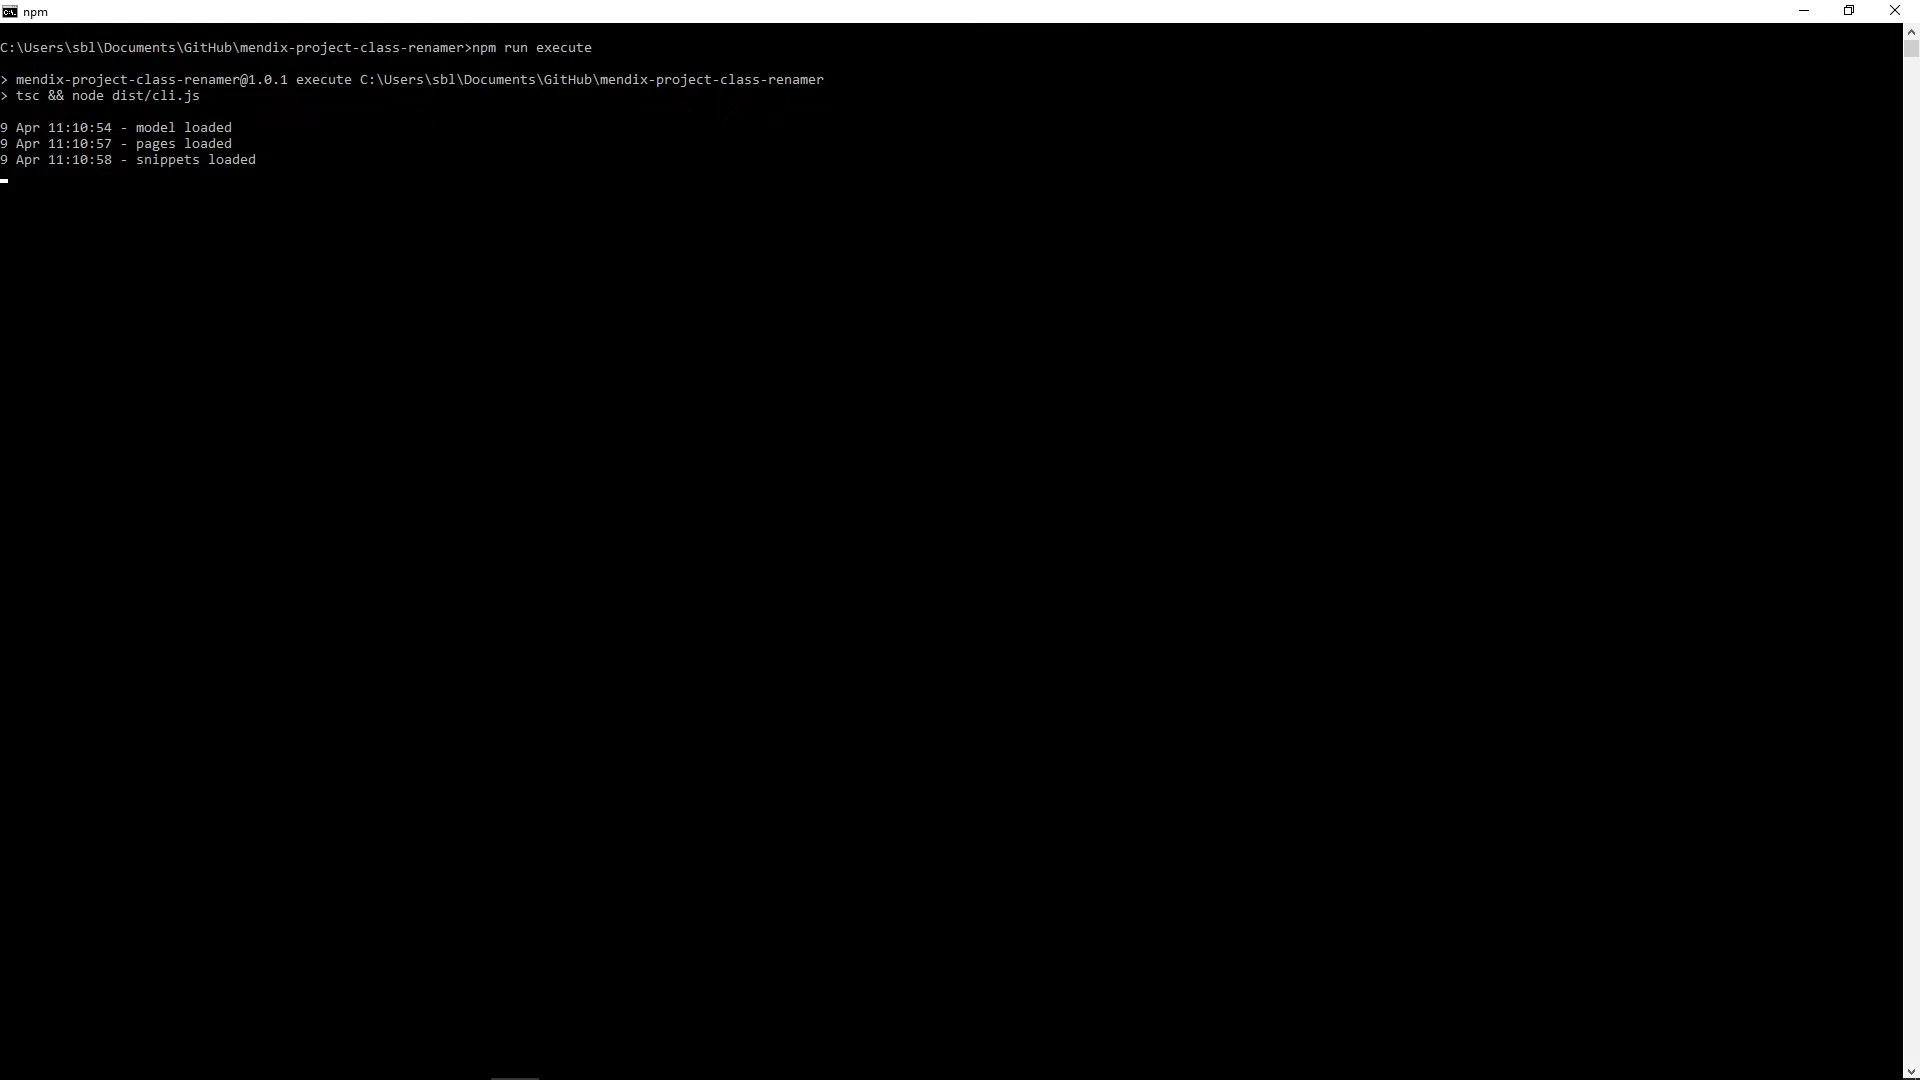 npm
C:\Users\sbl\Documents\GitHub\mendix-project-class-renamer>npm run execute
> mendix-project-class-renamer@1.0.1 execute C:\Users\sbl\Documents\GitHub\mendix-project-class-renamer
> tsc && node dist/cli.js
9 Apr 11:10:54 - model loaded
9 Apr 11:10:57 - pages loaded
9 Apr 11:10:58 - snippets loaded